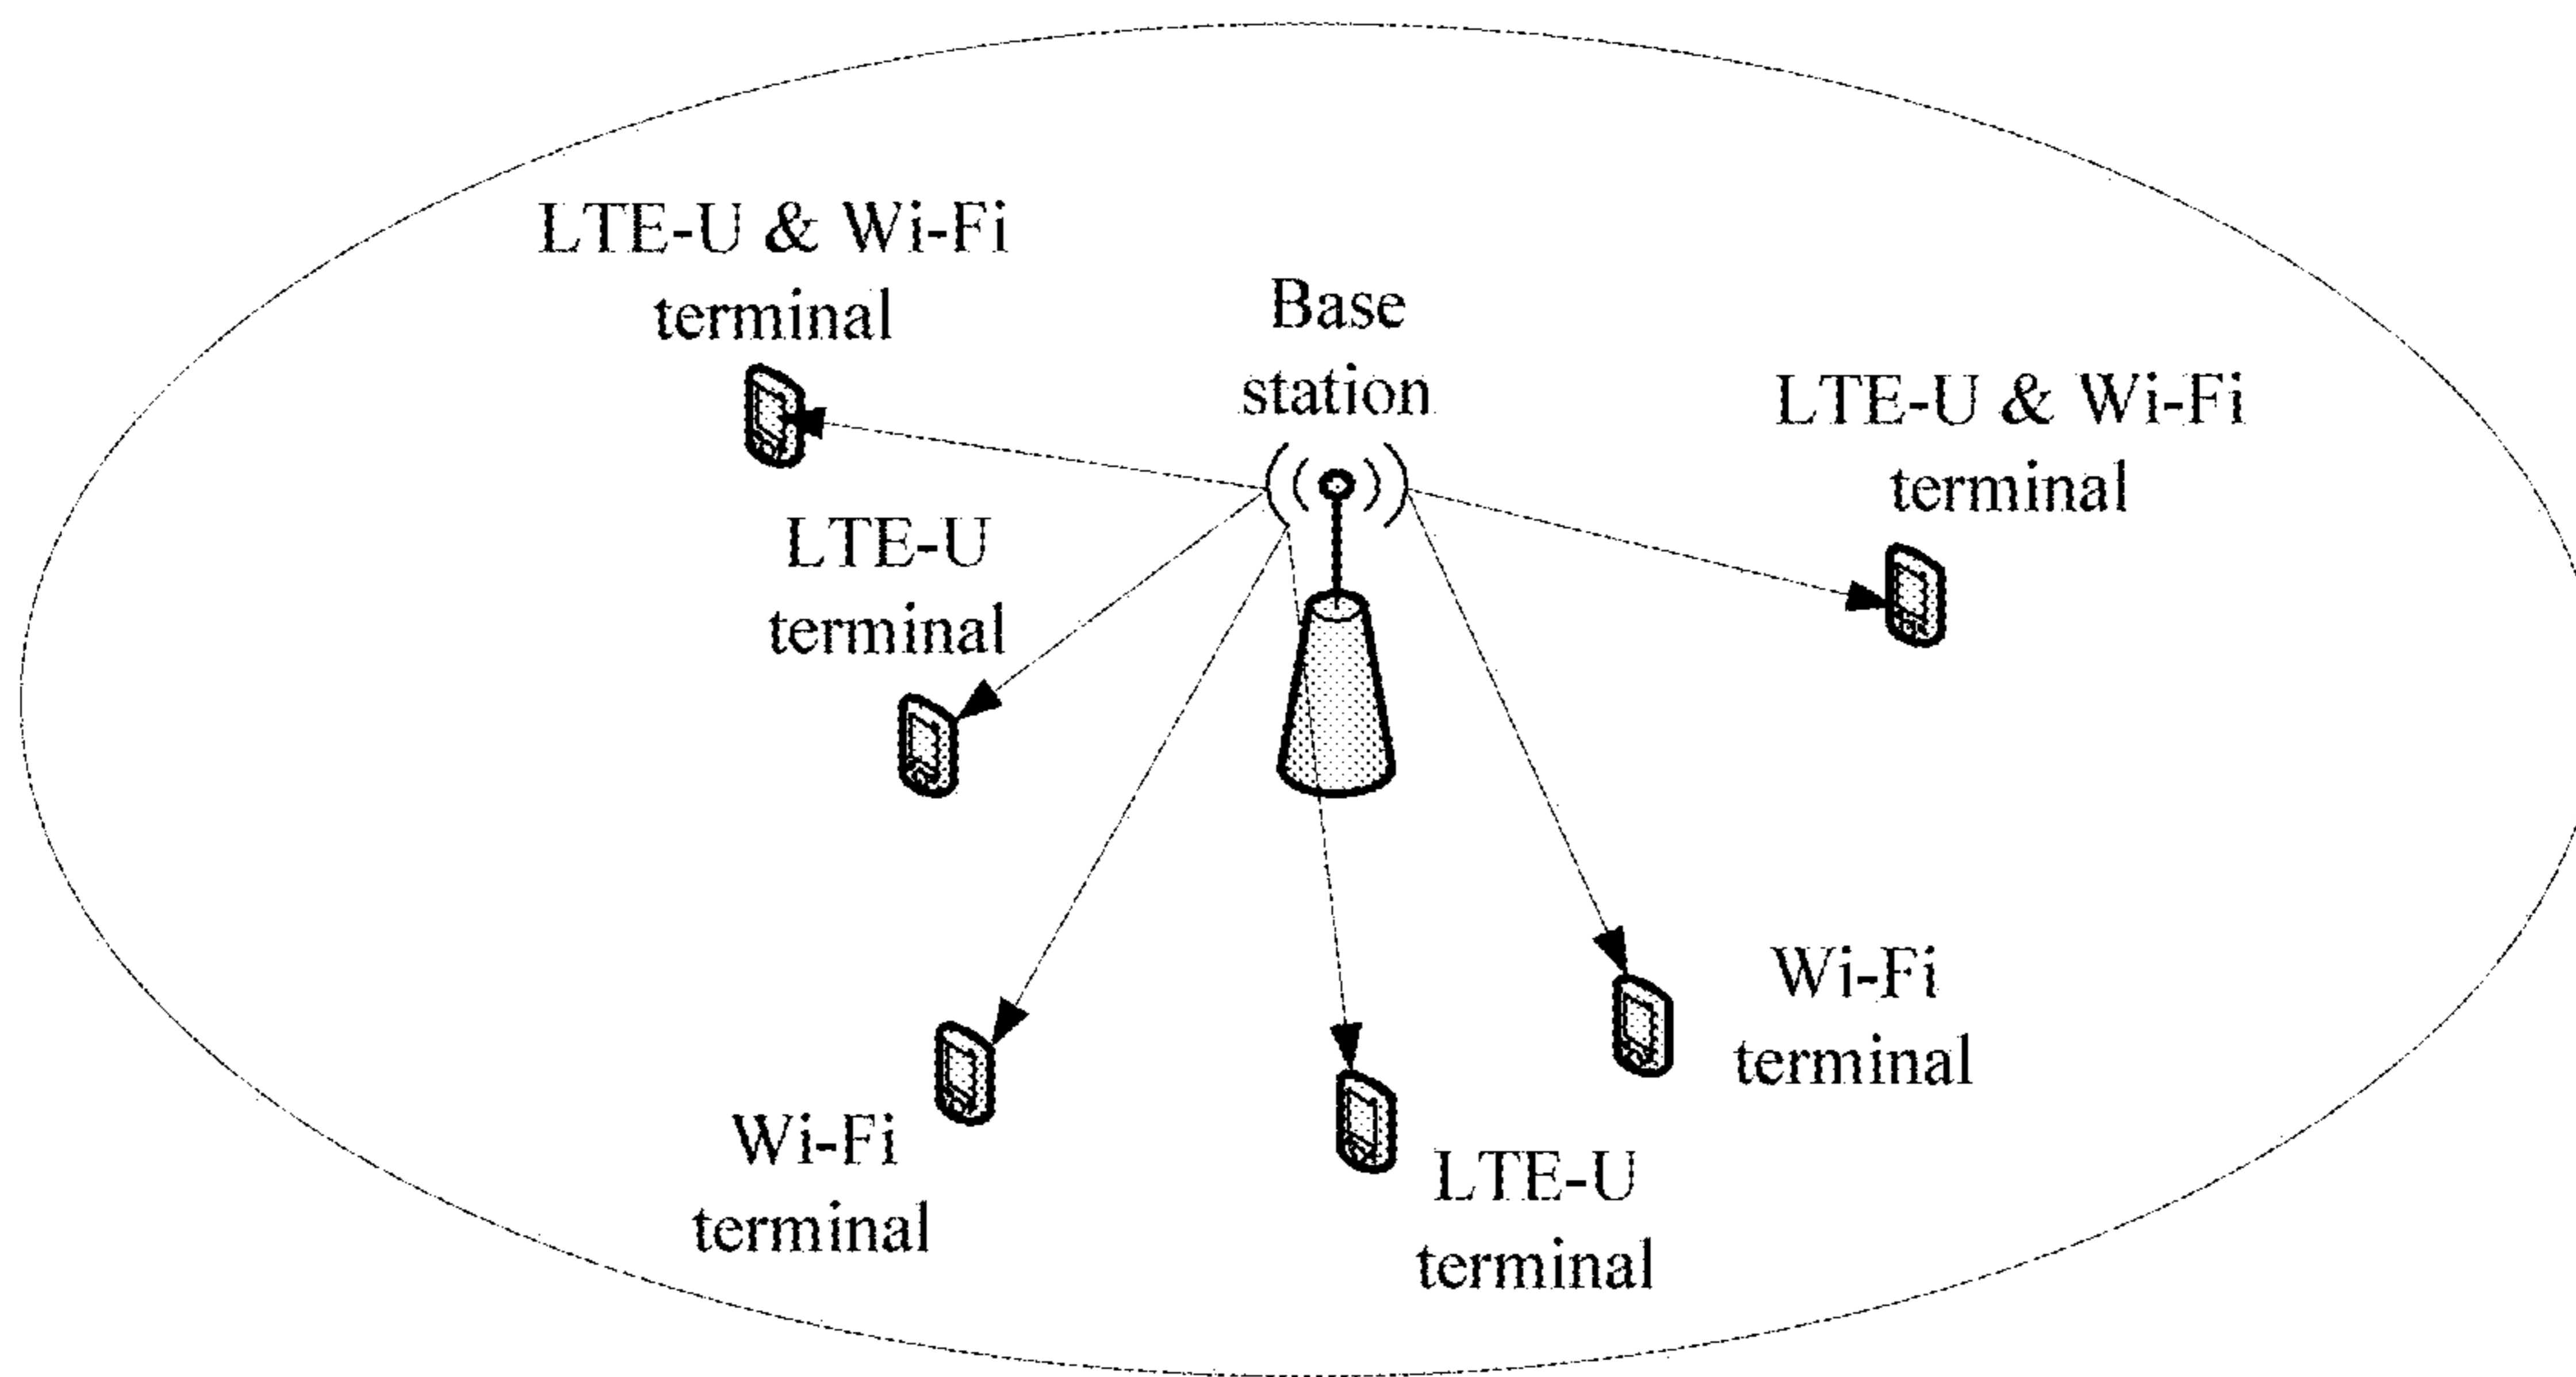 LTE-U & Wi-Fi
terminal
Base
station
LTE-U & Wi-Fi
terminal
LTE-U
terminal
Wi-Fi
terminal
Wi-Fi
terminal
LTE-U
terminal